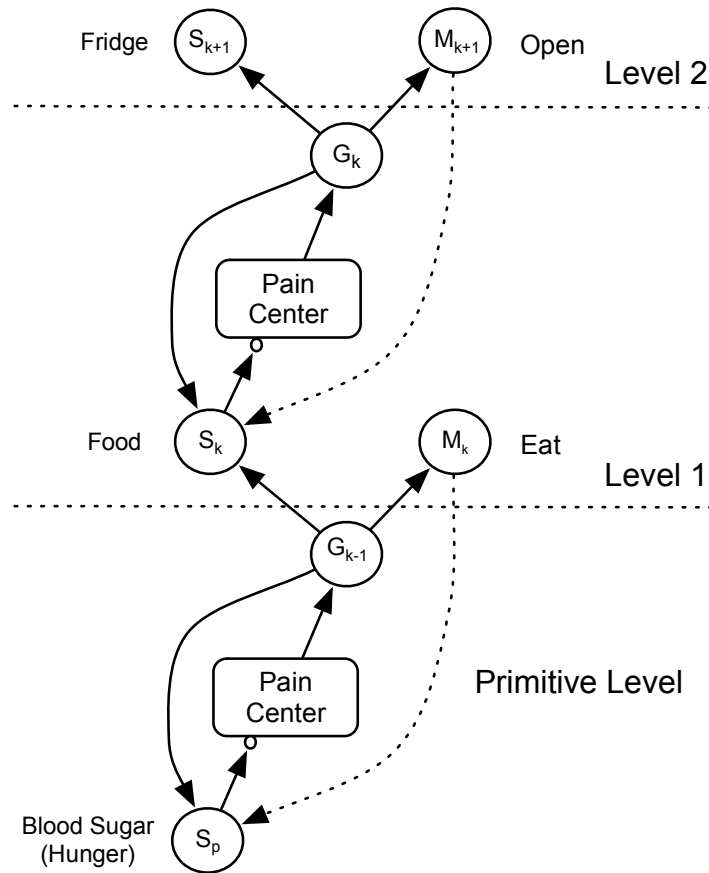 Fridge
S_{k+1}
M_{k+1}
Open
Level 2
G_k
Pain
Center
Food
S_k
M_k
Eat
Level 1
G_{k-1}
Pain
Center
Primitive Level
Blood Sugar
(Hunger)
S_p